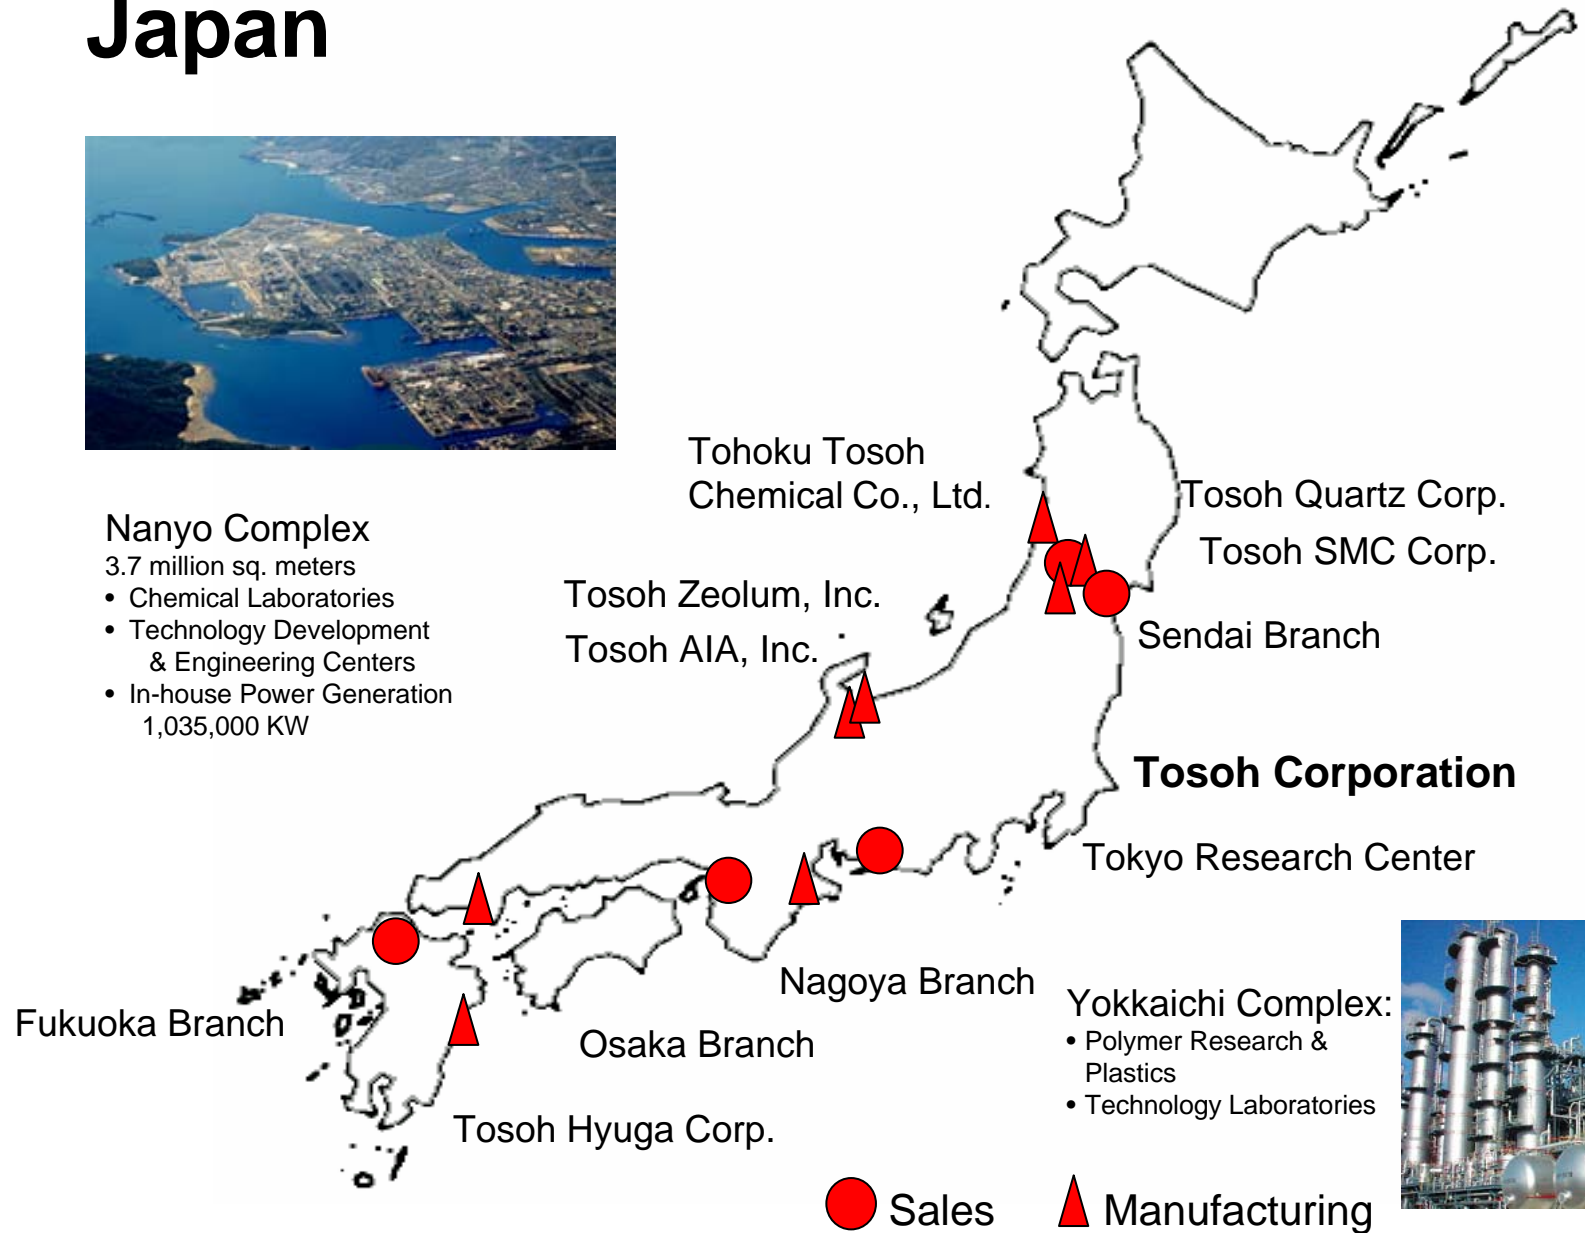 Japan
Tohoku Tosoh
Chemical Co., Ltd.
Tosoh Quartz Corp.
Tosoh SMC Corp.
Nanyo Complex
3.7 million sq. meters
• Chemical Laboratories
• Technology Development
& Engineering Centers
• In-house Power Generation
1,035,000 KW
Tosoh Zeolum, Inc.
Tosoh AIA, Inc.
Sendai Branch
Tosoh Corporation
Tokyo Research Center
Nagoya Branch
Fukuoka Branch
Osaka Branch
Yokkaichi Complex:
• Polymer Research &
Plastics
• Technology Laboratories
Tosoh Hyuga Corp.
Sales
Manufacturing